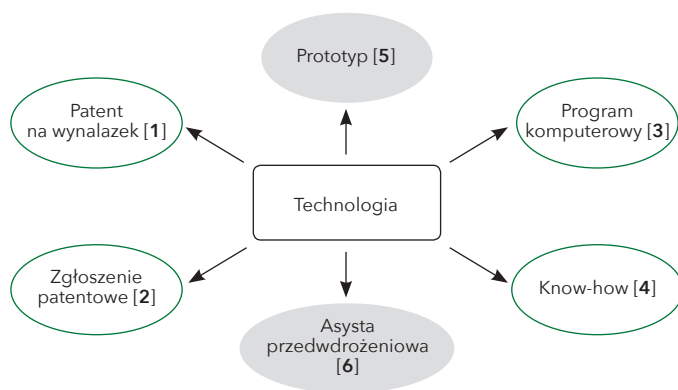 Prototyp [5]
Patent
na wynalazek [1]
Program
komputerowy [3]
Technologia
Zgłoszenie
patentowe [2]
Know-how [4]
Asysta
przedwdrożeniowa
[6]